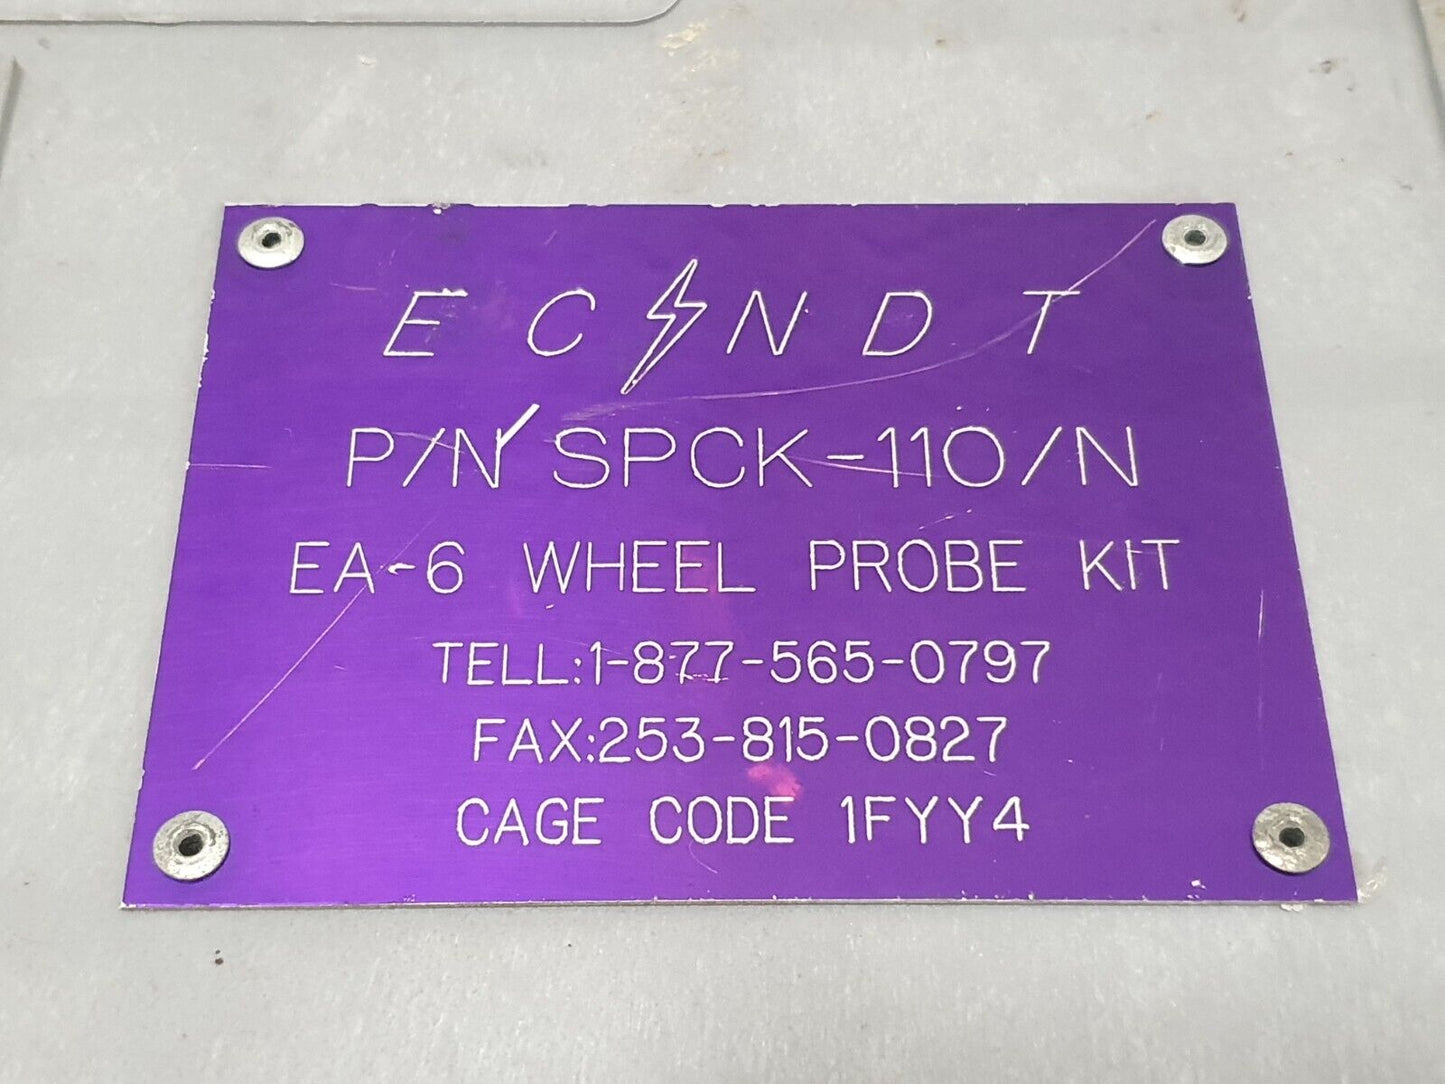 EC NDT
P/N SPCK-110/N
EA-6 WHEEL PROBE KIT
TELL:1-877-565-0797
FAX:253-815-0827
CAGE CODE 1FYY4